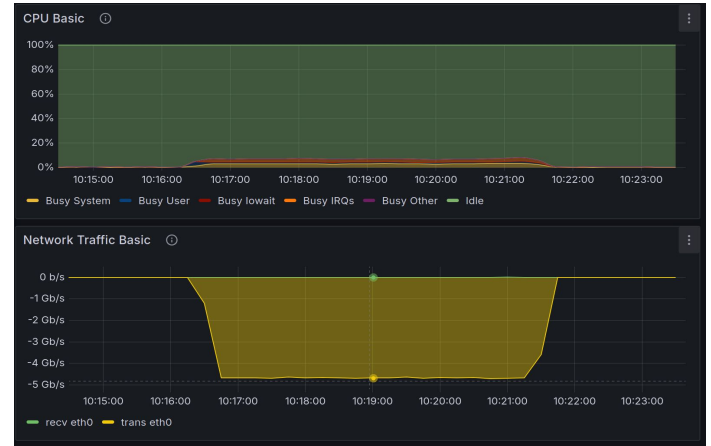 CPU Basic
100%
80%
60%
40%
20%
0%
10:15:00 10:16:00 10:17:00 10:18:00 10:19:00 10:20:00 10:21:00 10:22:00 10:23:00
Busy System Busy User Busy Iowait Busy IRQs Busy Other Idle
Network Traffic Basic
0 b/s
-1 Gb/s
-2 Gb/s
-3 Gb/s
-4 Gb/s
-5 Gb/s
10:15:00 10:16:00 10:17:00 10:18:00 10:19:00 10:20:00 10:21:00 10:22:00 10:23:00
recv eth0 trans eth0